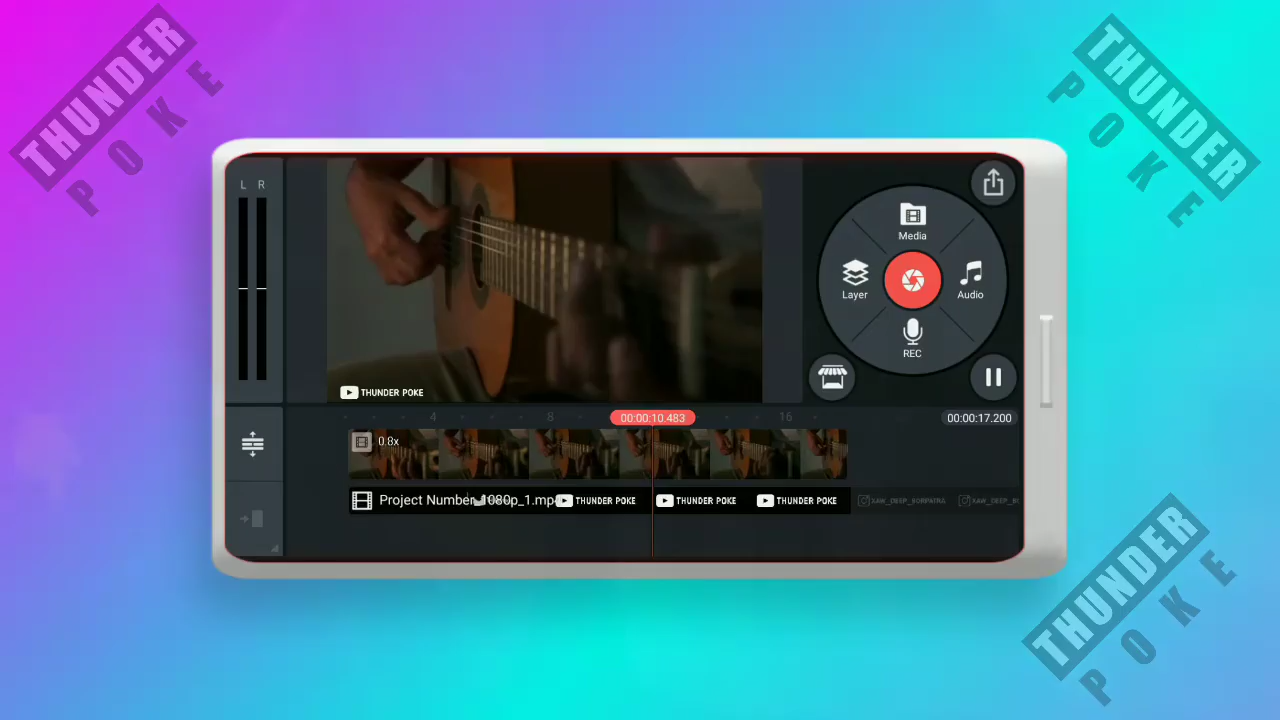 THUNDER
POKE
THUNDER
POKE
L R
Media
Layer
Audio
REC
THUNDER POKE
4 8 00:00:10.483 16 00:00:17.200
0.8x
THUNDER POKE THUNDER POKE THUNDER POKE
Project Number
1080p_1.mp
THUNDER
POKE